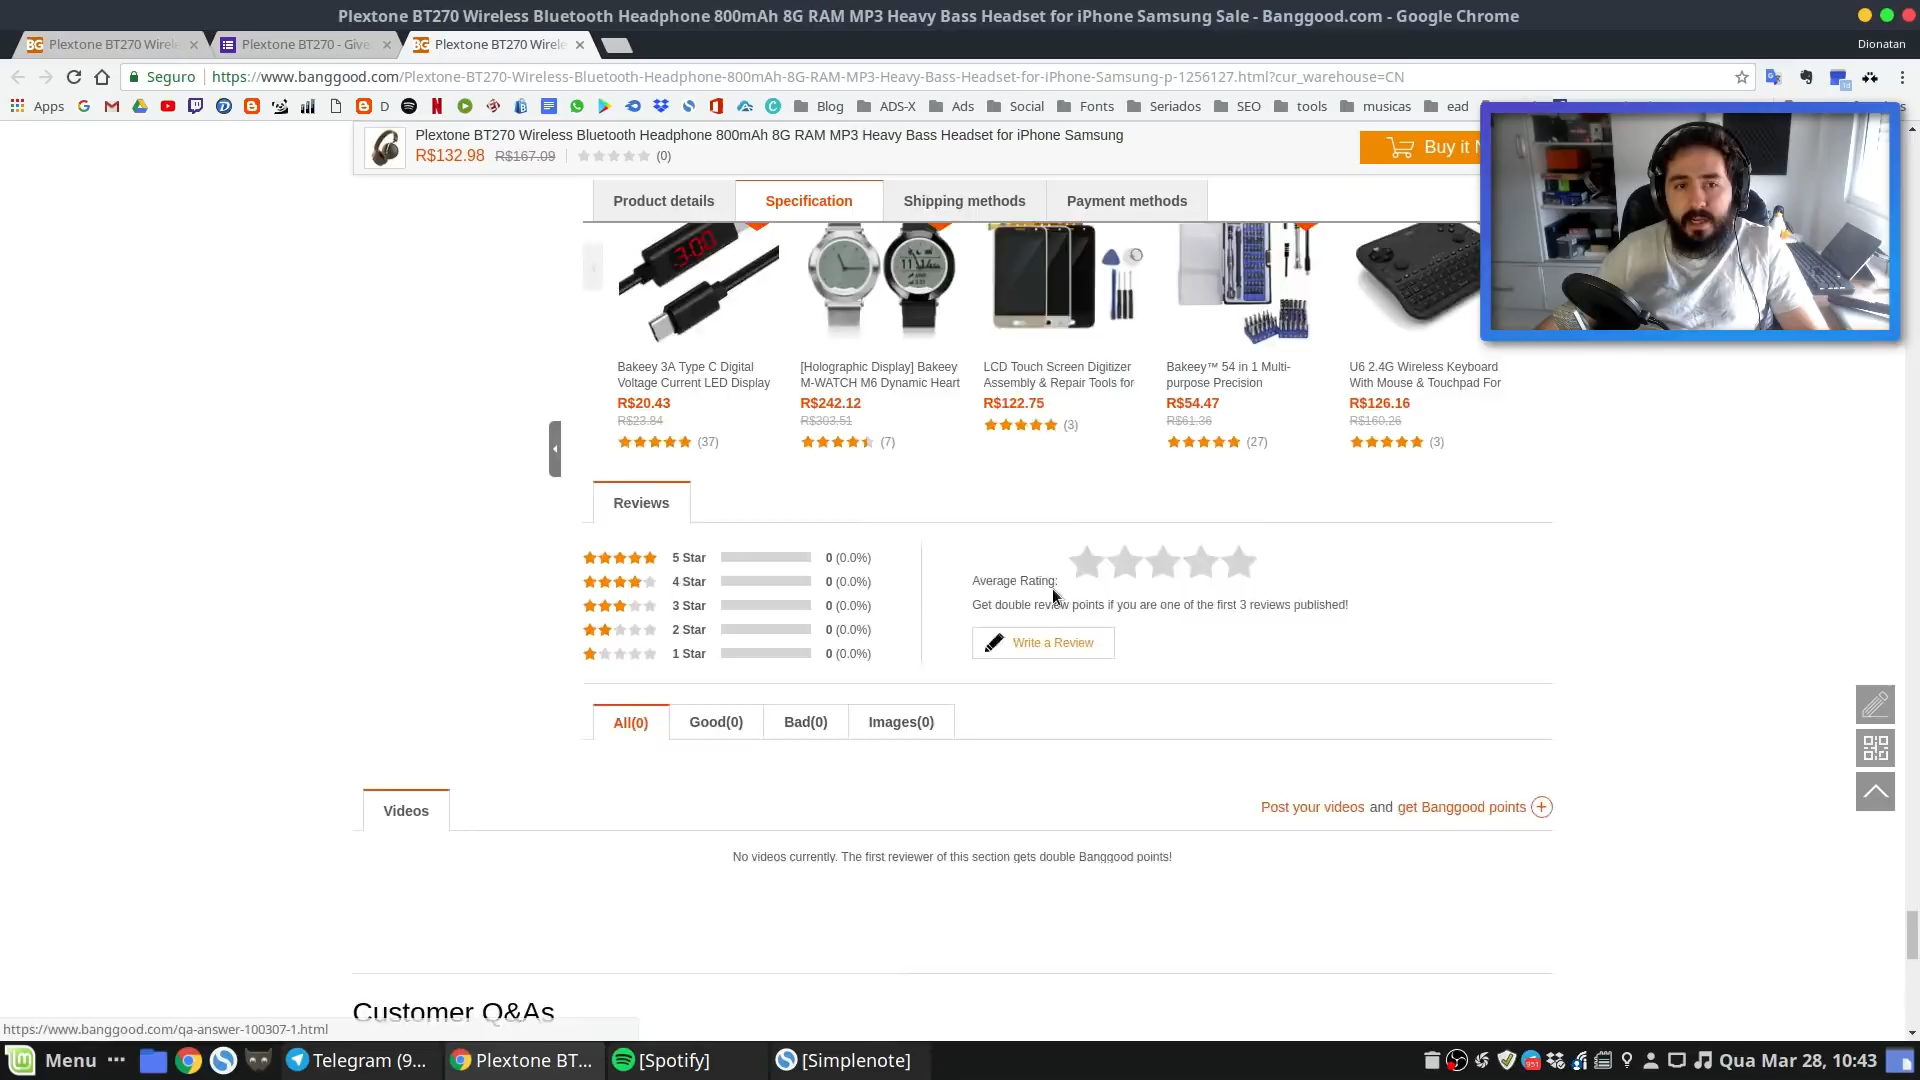 Plextone BT270 Wireless Bluetooth Headphone 800mAh 8G RAM MP3 Heavy Bass Headset for iPhone Samsung Sale - Banggood.com - Google Chrome
Plextone BT270 Wirele
Plextone BT270 - Give
Plextone BT270 Wirele
Dionatan
Seguro
https://www.banggood.com/Plextone-BT270-Wireless-Bluetooth-Headphone-800mAh-8G-RAM-MP3-Heavy-Bass-Headset-for-iPhone-Samsung-p-1256127.html?cur_warehouse=CN
Apps D Blog ADS-X Ads Social Fonts Seriados SEO tools musicas ead
Plextone BT270 Wireless Bluetooth Headphone 800mAh 8G RAM MP3 Heavy Bass Headset for iPhone Samsung
R$132.98 R$167.09 (0)
Buy it N
Product details Specification Shipping methods Payment methods
3.00
Bakeey 3A Type C Digital
Voltage Current LED Display
R$20.43
R$23.84
(37)
[Holographic Display] Bakeey
M-WATCH M6 Dynamic Heart
R$242.12
R$303.51
(7)
LCD Touch Screen Digitizer
Assembly & Repair Tools for
R$122.75
(3)
Bakeey™ 54 in 1 Multi-
purpose Precision
R$54.47
R$61.36
(27)
U6 2.4G Wireless Keyboard
With Mouse & Touchpad For
R$126.16
R$160.26
(3)
Reviews
5 Star 0 (0.0%)
4 Star 0 (0.0%)
3 Star 0 (0.0%)
2 Star 0 (0.0%)
1 Star 0 (0.0%)
Average Rating:
Get double review points if you are one of the first 3 reviews published!
Write a Review
All(0) Good(0) Bad(0) Images(0)
Videos
Post your videos and get Banggood points
No videos currently. The first reviewer of this section gets double Banggood points!
Customer Q&As
https://www.banggood.com/qa-answer-100307-1.html
Menu
Telegram (9...
Plextone BT...
[Spotify]
[Simplenote]
Qua Mar 28, 10:43